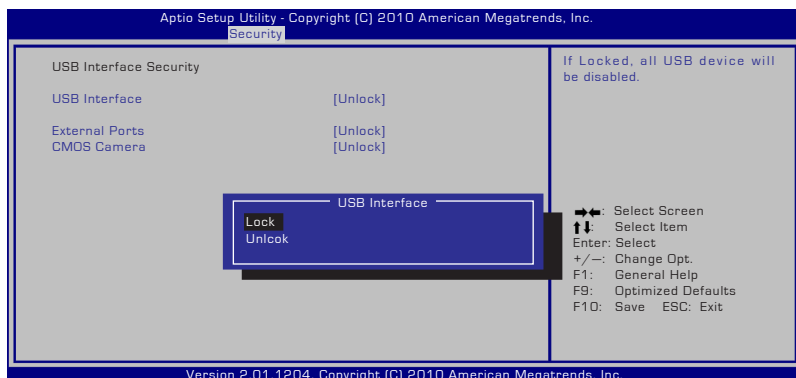 Aptio Setup Utility - Copyright (C) 2010 American Megatrends, Inc.
Security
USB Interface Security
USB Interface [Unlock]
External Ports [Unlock]
CMOS Camera [Unlock]
If Locked, all USB device will
be disabled.
USB Interface
Lock
Unlcok
→←: Select Screen
↑↓: Select Item
Enter: Select
+/—: Change Opt.
F1: General Help
F9: Optimized Defaults
F10: Save ESC: Exit
Version 2.01.1204. Copyright (C) 2010 American Megatrends, Inc.